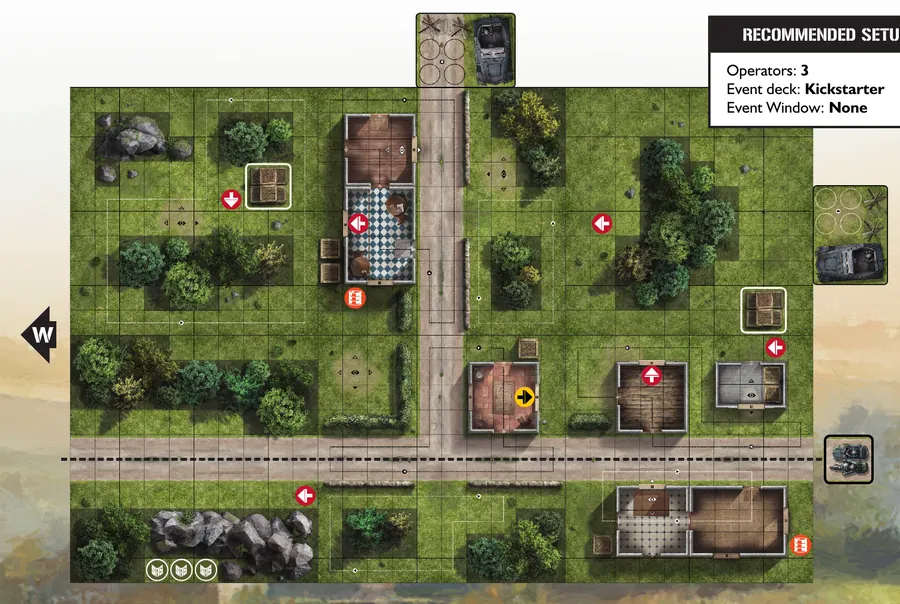 RECOMMENDED SETU
Operators: 3
Event deck: Kickstarter
Event Window: None
W